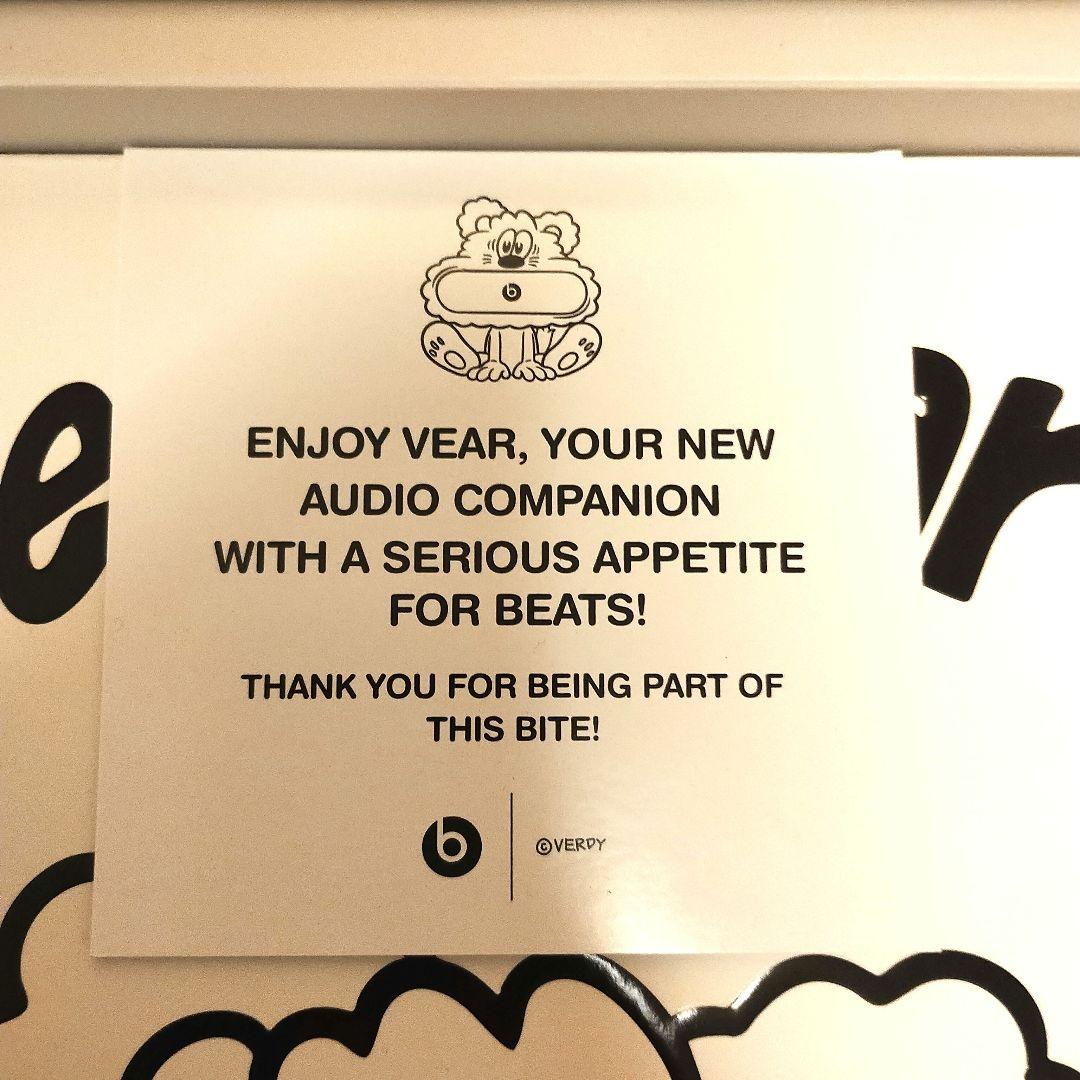 b
ENJOY VEAR, YOUR NEW
AUDIO COMPANION
WITH A SERIOUS APPETITE
FOR BEATS!
THANK YOU FOR BEING PART OF
THIS BITE!
b
©VERDY
e
r